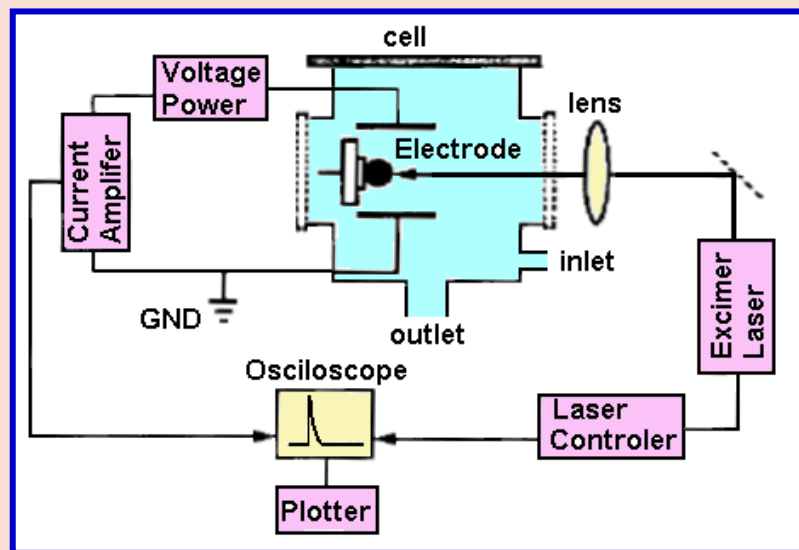 cell
Voltage
Power
lens
Electrode
Current
Amplifer
inlet
GND
outlet
Excimer
Laser
Osciloscope
Laser
Controler
Plotter